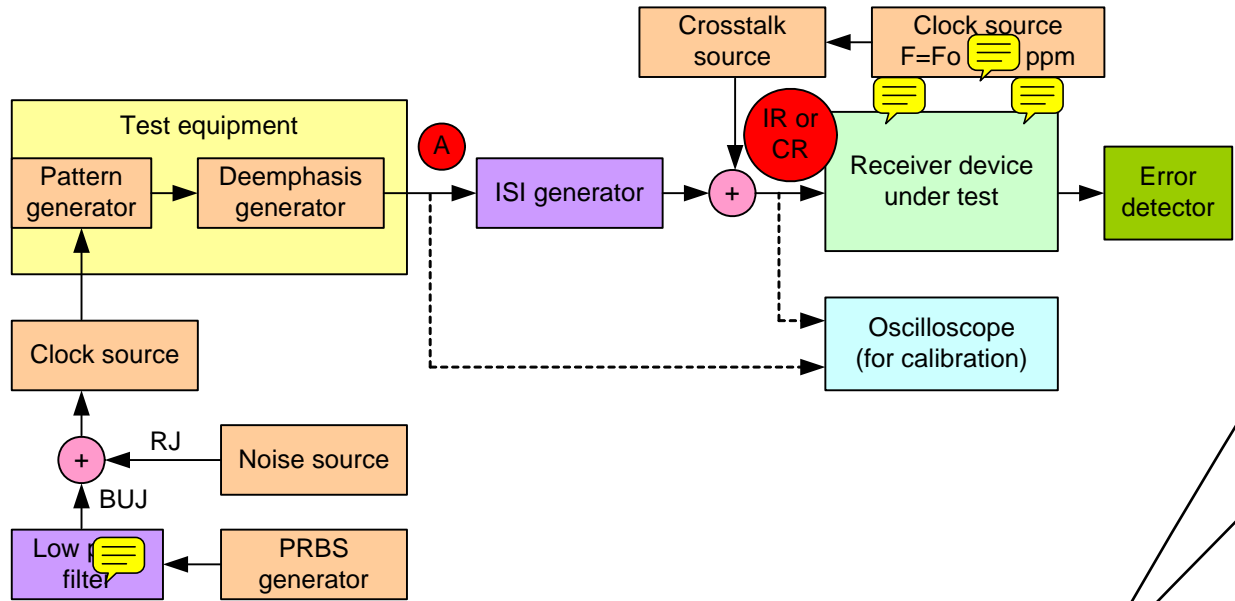 Crosstalk
source
Clock source
F=Fo ppm
Test equipment
A
IR or
CR
Pattern
generator
Deemphasis
generator
ISI generator
+
Receiver device
under test
Error
detector
Clock source
Oscilloscope
(for calibration)
+
RJ
Noise source
BUJ
Low
filter
PRBS
generator